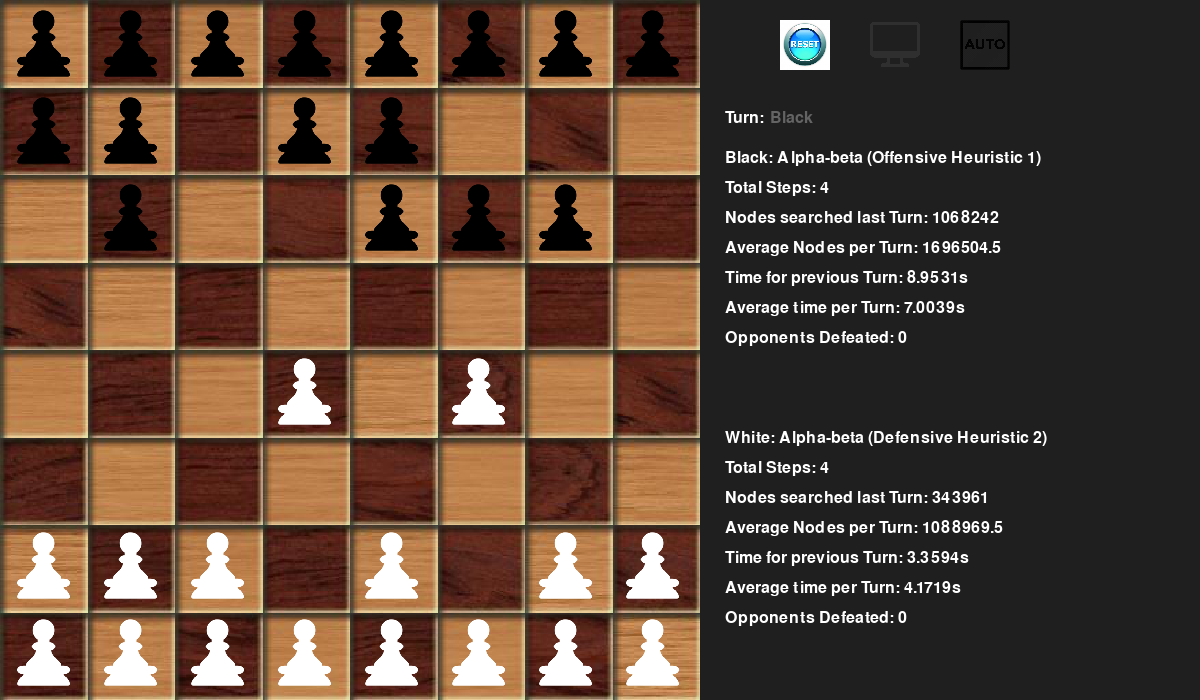 RESET
AUTO
Turn: Black
Black: Alpha-beta (Offensive Heuristic 1)
Total Steps: 4
Nodes searched last Turn: 1068242
Average Nodes per Turn: 1696504.5
Time for previous Turn: 8.9531s
Average time per Turn: 7.0039s
Opponents Defeated: 0
White: Alpha-beta (Defensive Heuristic 2)
Total Steps: 4
Nodes searched last Turn: 343961
Average Nodes per Turn: 1088969.5
Time for previous Turn: 3.3594s
Average time per Turn: 4.1719s
Opponents Defeated: 0